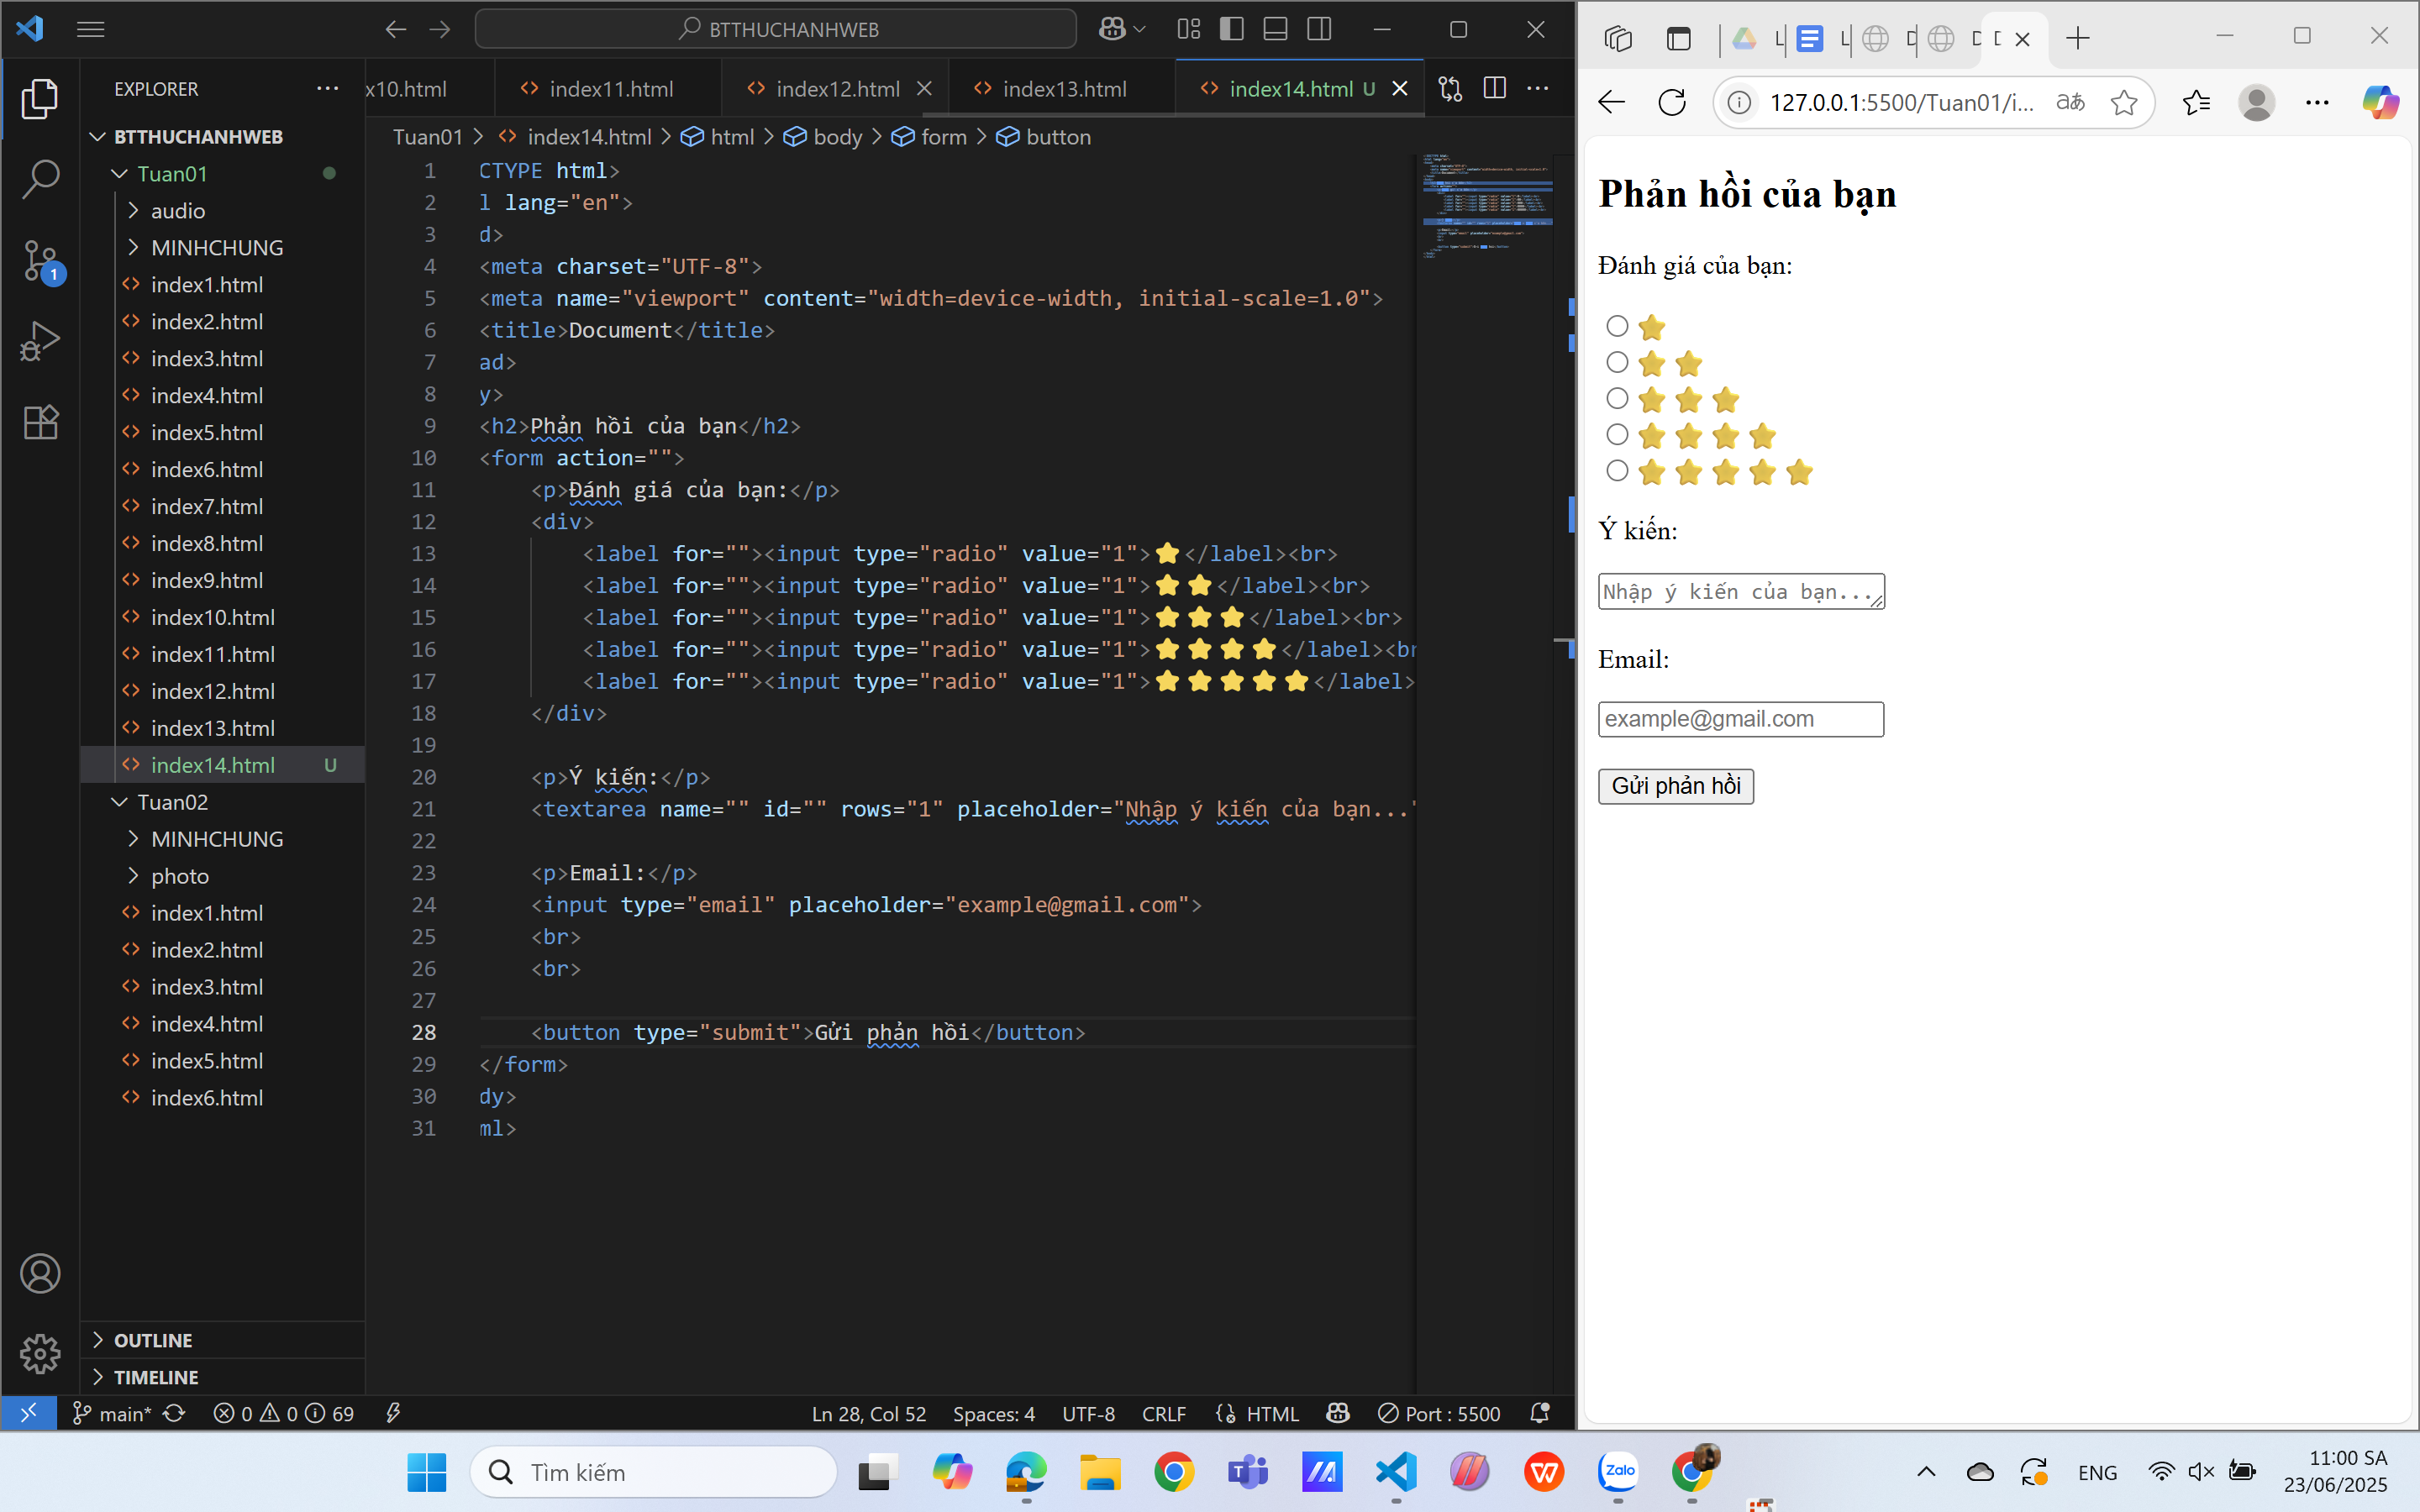 BTTHUCHANHWEB
EXPLORER
x10.html
index11.html
index12.html
index13.html
index14.html U
Tuan01 > index14.html > html > body > form > button
BTTHUCHANHWEB
Tuan01
audio
MINHCHUNG
index1.html
index2.html
index3.html
index4.html
index5.html
index6.html
index7.html
index8.html
index9.html
index10.html
index11.html
index12.html
index13.html
index14.html U
Tuan02
MINHCHUNG
photo
index1.html
index2.html
index3.html
index4.html
index5.html
index6.html
OUTLINE
TIMELINE
1
1 CTYPE html>
2 l lang="en">
3 d>
4 <meta charset="UTF-8">
5 <meta name="viewport" content="width=device-width, initial-scale=1.0">
6 <title>Document</title>
7 ad>
8 y>
9 <h2>Phản hồi của bạn</h2>
10 <form action="">
11 <p>Đánh giá của bạn:</p>
12 <div>
13 <label for=""><input type="radio" value="1">⭐</label><br>
14 <label for=""><input type="radio" value="1">⭐⭐</label><br>
15 <label for=""><input type="radio" value="1">⭐⭐⭐</label><br>
16 <label for=""><input type="radio" value="1">⭐⭐⭐⭐</label><br
17 <label for=""><input type="radio" value="1">⭐⭐⭐⭐⭐</label>
18 </div>
19
20 <p>Ý kiến:</p>
21 <textarea name="" id="" rows="1" placeholder="Nhập ý kiến của bạn..."
22
23 <p>Email:</p>
24 <input type="email" placeholder="example@gmail.com">
25 <br>
26 <br>
27
28 <button type="submit">Gửi phản hồi</button>
29 </form>
30 dy>
31 ml>
main* 0 0 69
Ln 28, Col 52 Spaces: 4 UTF-8 CRLF HTML Port : 5500
L L D D D
127.0.0.1:5500/Tuan01/i...
Phản hồi của bạn
Đánh giá của bạn:
⭐
⭐⭐
⭐⭐⭐
⭐⭐⭐⭐
⭐⭐⭐⭐⭐
Ý kiến:
Nhập ý kiến của bạn...
Email:
example@gmail.com
Gửi phản hồi
Tìm kiếm
Zalo
ENG
11:00 SA
23/06/2025